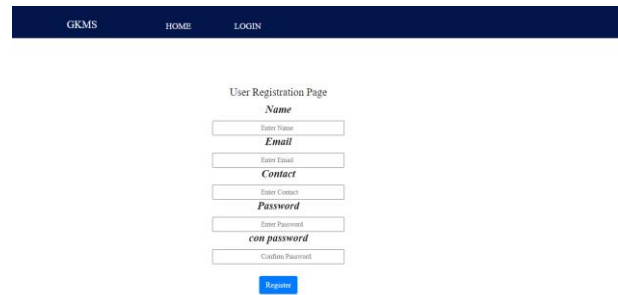 GKMS HOME LOGIN
User Registration Page
Name
Enter Name
Email
Enter Email
Contact
Enter Contact
Password
Enter Password
con password
Confirm Password
Register